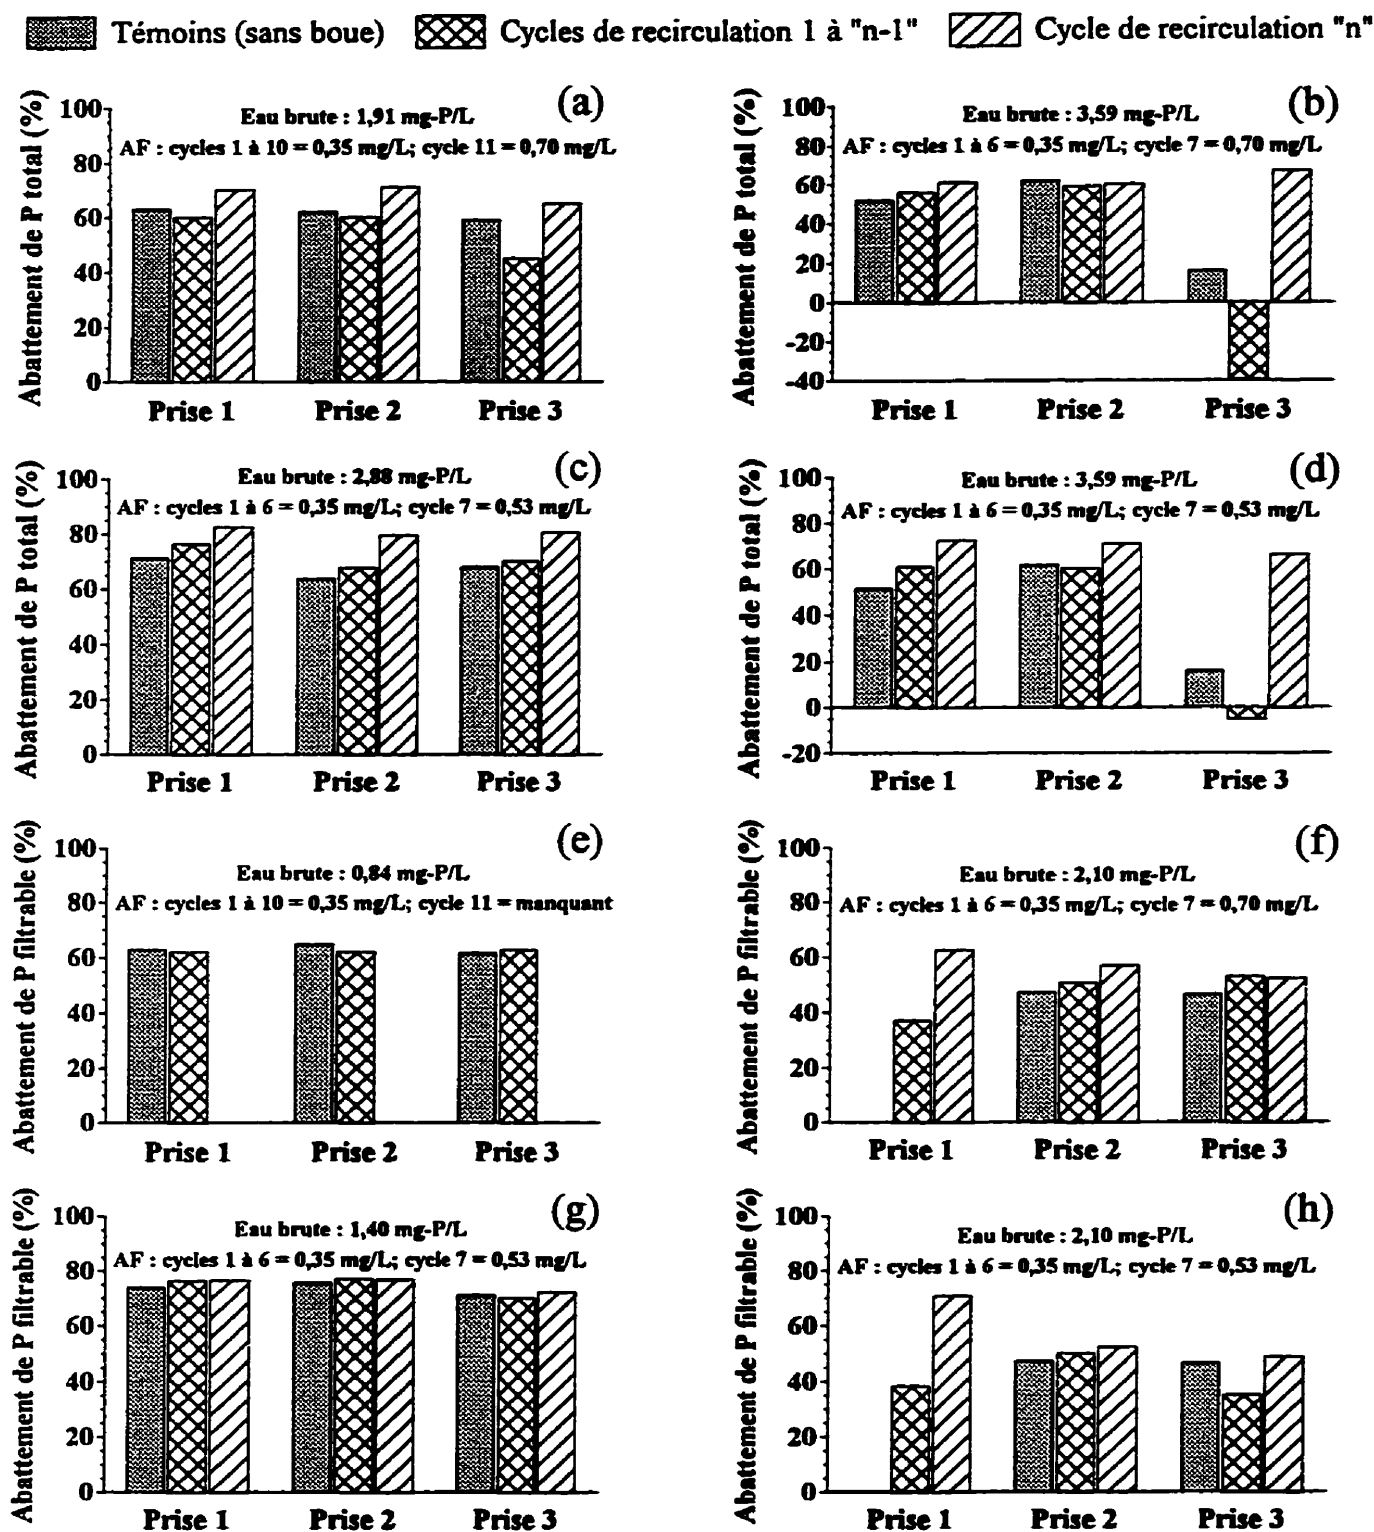 Témoins (sans boue) Cycles de recirculation 1 à "n-1" Cycle de recirculation "n"
(a)
Abattement de P total (%)
Eau brute : 1,91 mg-P/L
AF : cycles 1 à 10 = 0,35 mg/L; cycle 11 = 0,70 mg/L
100
80
60
40
20
0
Prise 1 Prise 2 Prise 3
(b)
Abattement de P total (%)
Eau brute : 3,59 mg-P/L
AF : cycles 1 à 6 = 0,35 mg/L; cycle 7 = 0,70 mg/L
100
80
60
40
20
0
-20
-40
Prise 1 Prise 2 Prise 3
(c)
Abattement de P total (%)
Eau brute : 2,88 mg-P/L
AF : cycles 1 à 6 = 0,35 mg/L; cycle 7 = 0,53 mg/L
100
80
60
40
20
0
Prise 1 Prise 2 Prise 3
(d)
Abattement de P total (%)
Eau brute : 3,59 mg-P/L
AF : cycles 1 à 6 = 0,35 mg/L; cycle 7 = 0,53 mg/L
100
80
60
40
20
0
-20
Prise 1 Prise 2 Prise 3
(e)
Abattement de P filtrable (%)
Eau brute : 0,84 mg-P/L
AF : cycles 1 à 10 = 0,35 mg/L; cycle 11 = manquant
100
80
60
40
20
0
Prise 1 Prise 2 Prise 3
(f)
Abattement de P filtrable (%)
Eau brute : 2,10 mg-P/L
AF : cycles 1 à 6 = 0,35 mg/L; cycle 7 = 0,70 mg/L
100
80
60
40
20
0
Prise 1 Prise 2 Prise 3
(g)
Abattement de P filtrable (%)
Eau brute : 1,40 mg-P/L
AF : cycles 1 à 6 = 0,35 mg/L; cycle 7 = 0,53 mg/L
100
80
60
40
20
0
Prise 1 Prise 2 Prise 3
(h)
Abattement de P filtrable (%)
Eau brute : 2,10 mg-P/L
AF : cycles 1 à 6 = 0,35 mg/L; cycle 7 = 0,53 mg/L
100
80
60
40
20
0
Prise 1 Prise 2 Prise 3